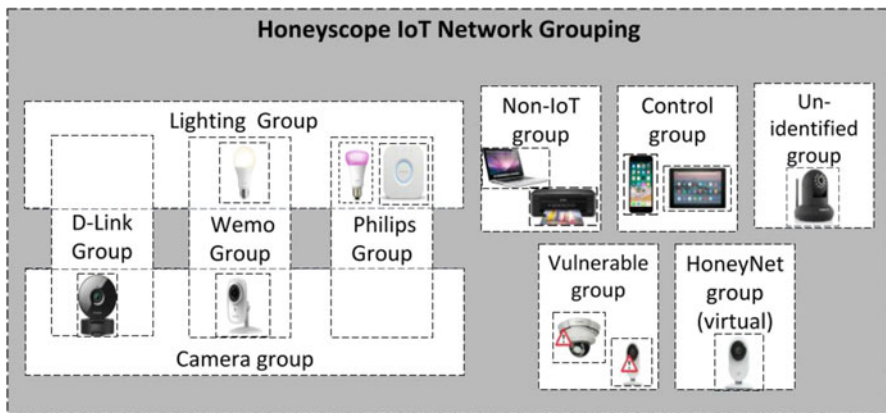 Honeyscope IoT Network Grouping
Lighting Group
D-Link
Group
Wemo
Group
Philips
Group
Camera group
Non-IoT
group
Control
group
Un-
identified
group
Vulnerable
group
HoneyNet
group
(virtual)